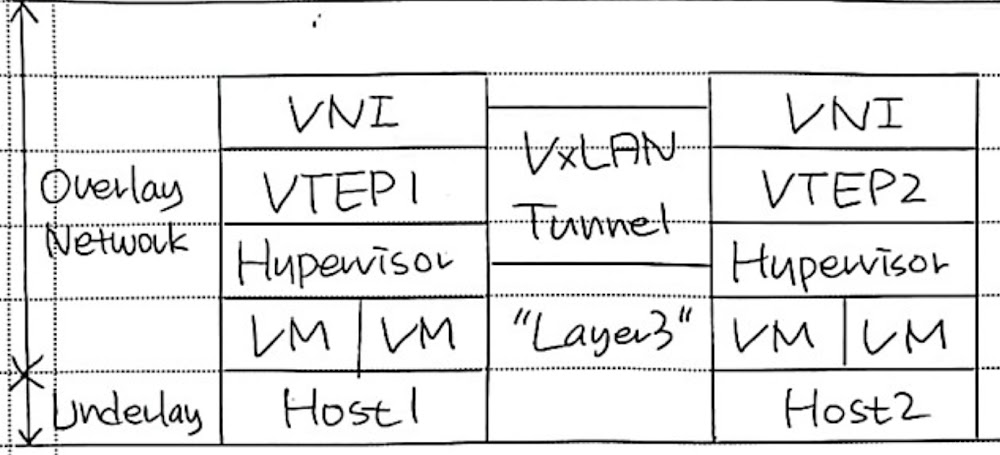 VNI VNI
VxLAN
Overlay VTEP1 VTEP2
Tunnel
Network
Hypervisor Hypervisor
VM VM "Layer3" VM VM
Underlay Host1 Host2